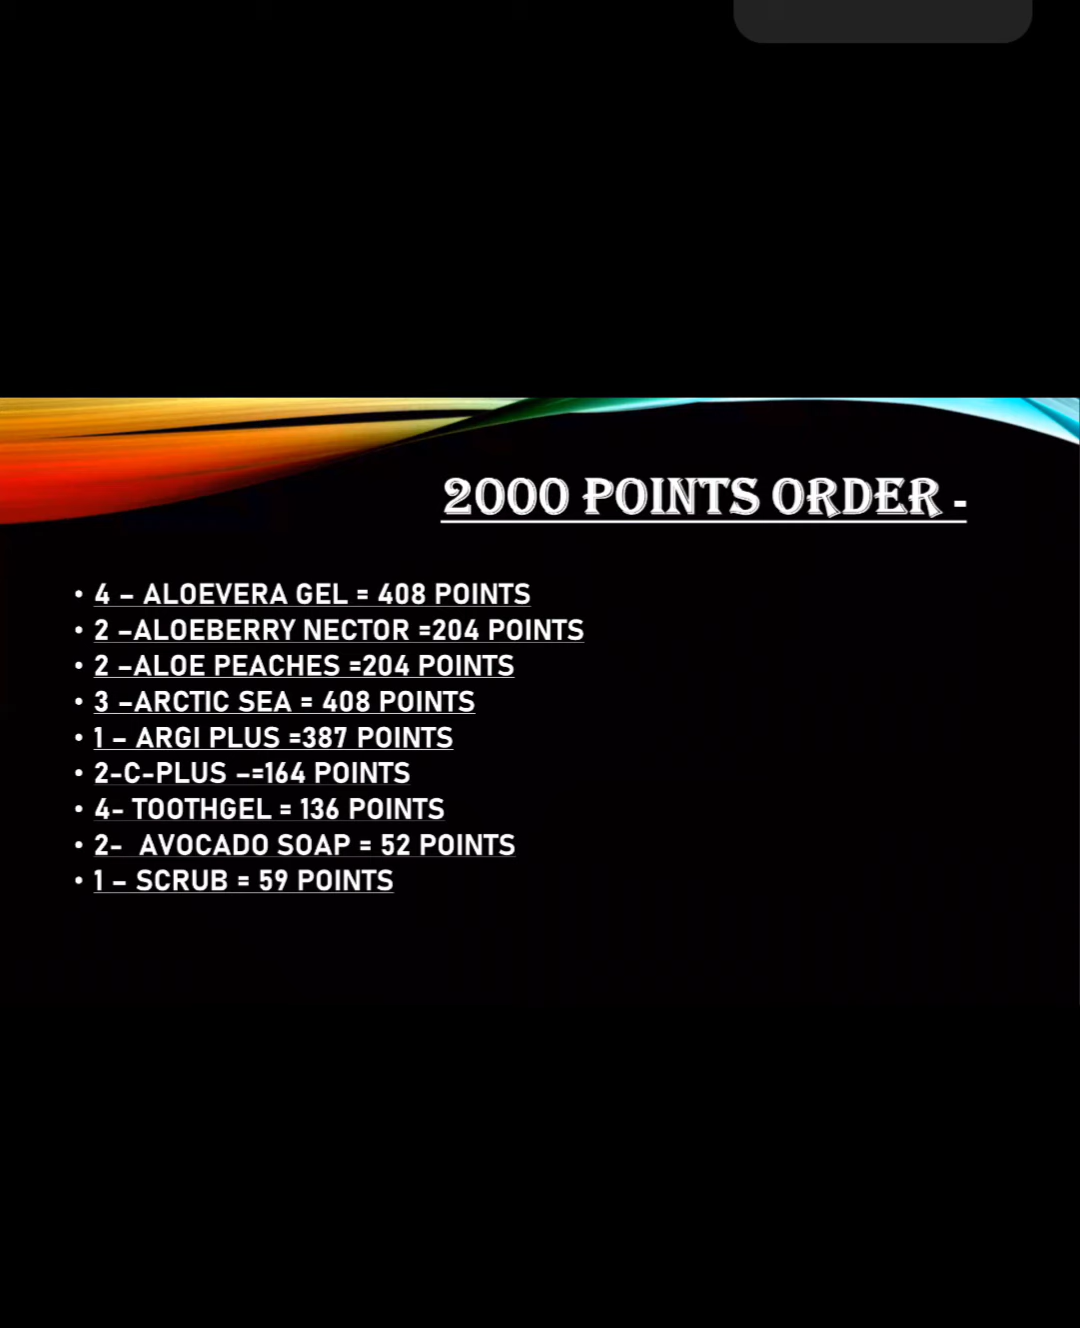 2000 POINTS ORDER -
• 4 – ALOEVERA GEL = 408 POINTS
• 2 –ALOEBERRY NECTOR =204 POINTS
• 2 –ALOE PEACHES =204 POINTS
• 3 –ARCTIC SEA = 408 POINTS
• 1 – ARGI PLUS =387 POINTS
• 2-C-PLUS –=164 POINTS
• 4- TOOTHGEL = 136 POINTS
• 2-  AVOCADO SOAP = 52 POINTS
• 1 – SCRUB = 59 POINTS